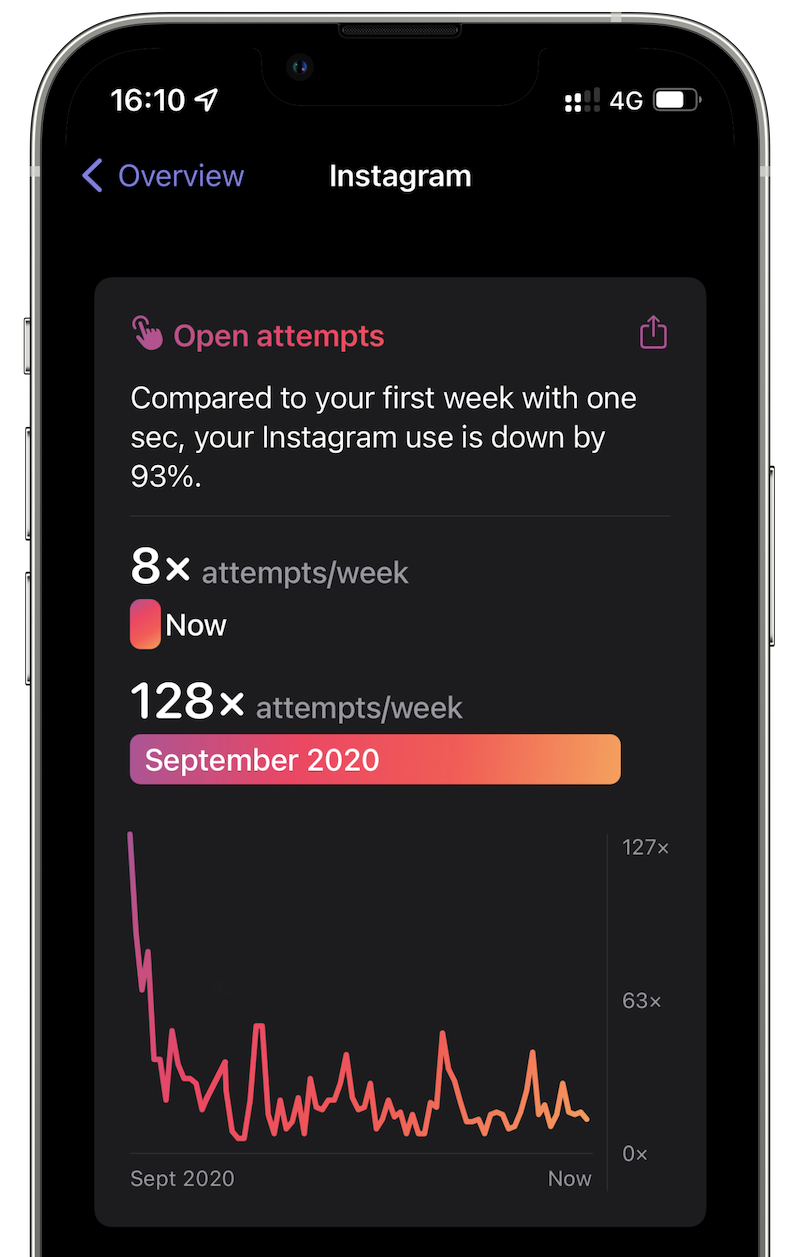 16:10 4G
Overview Instagram
Open attempts
Compared to your first week with one
sec, your Instagram use is down by
93%.
8× attempts/week
Now
128× attempts/week
September 2020
127×
63×
0×
Sept 2020 Now